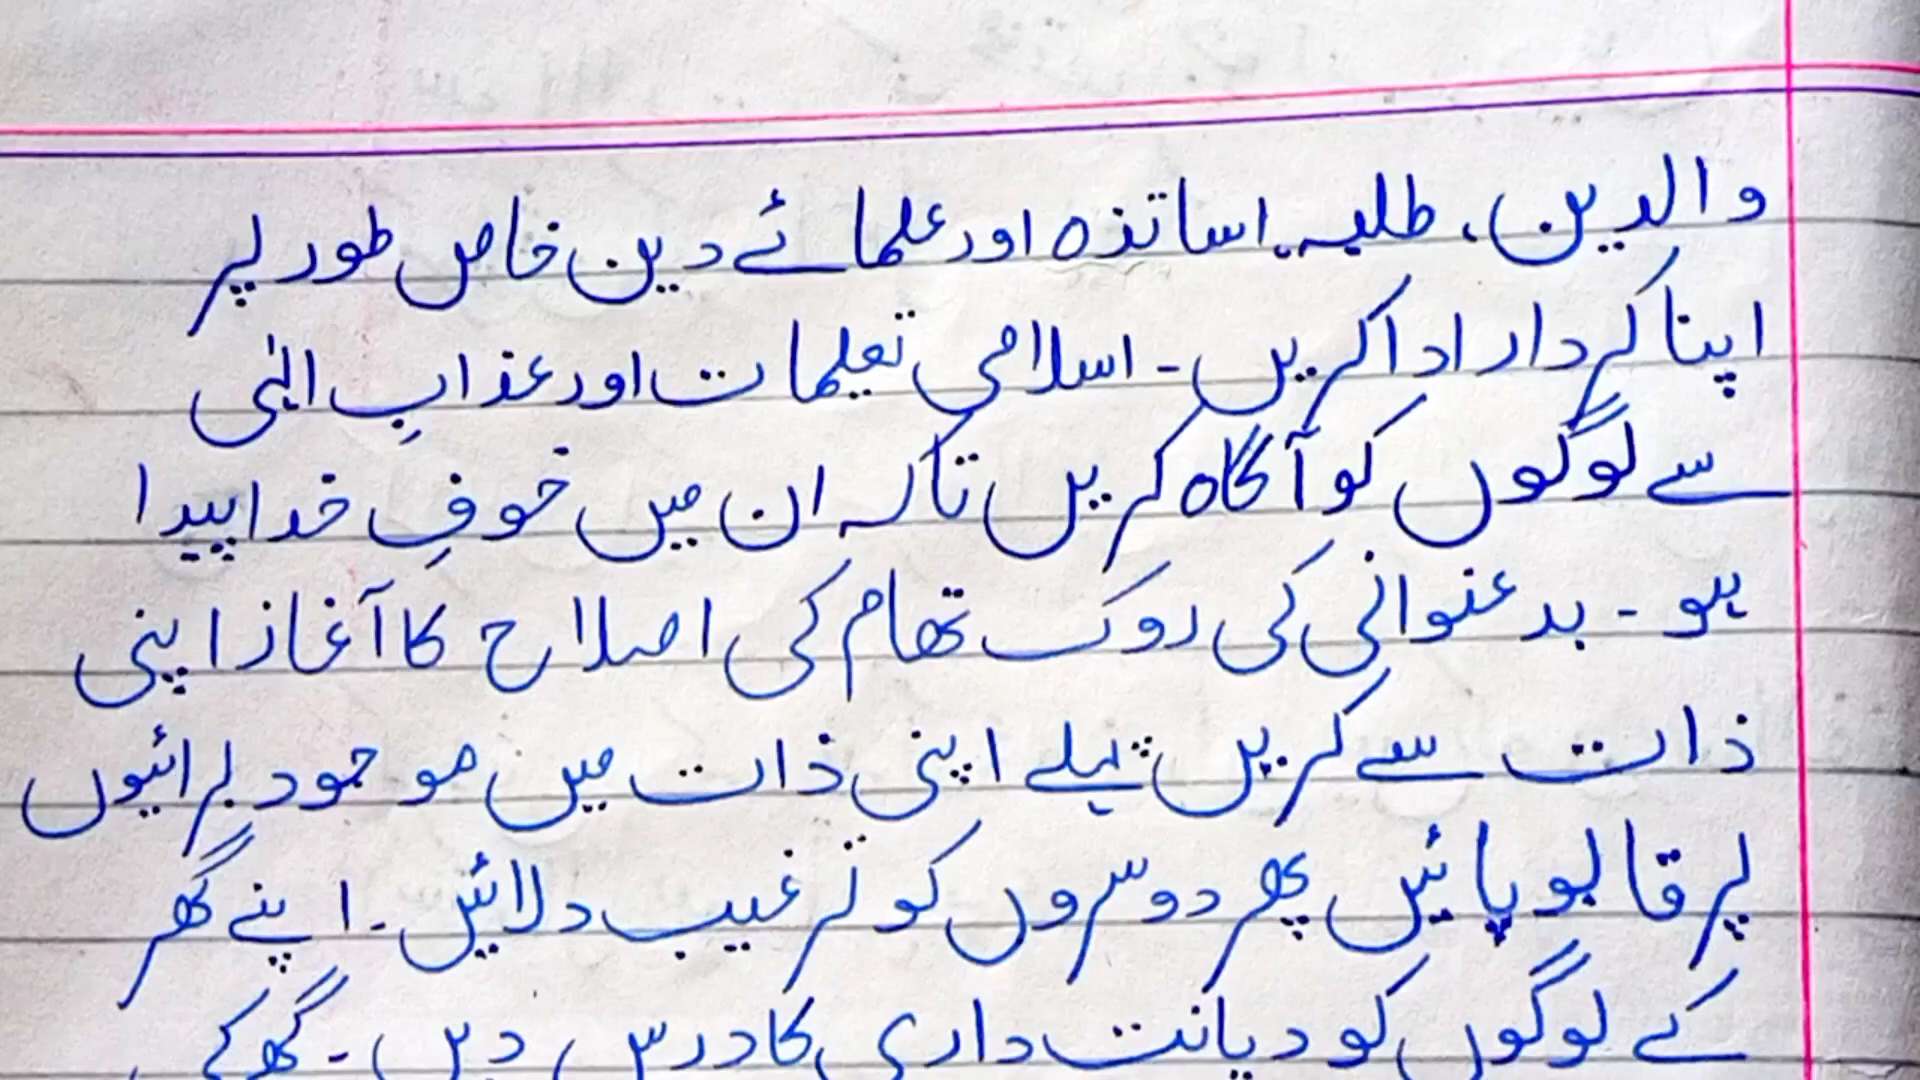 والدین، طلبہ، اساتذہ اور علمائے دین خاص طور پر
اپنا کردار ادا کریں۔ اسلامی تعلیمات اور عذابِ الٰہی
سے لوگوں کو آگاہ کریں تاکہ ان میں خوفِ خدا پیدا
ہو۔ بدعنوانی کی روک تھام کی اصلاح کا آغاز اپنی
ذات سے کریں پہلے اپنی ذات میں موجود برائیوں
پر قابو پائیں پھر دوسروں کو ترغیب دلائیں۔ اپنے گھر
کے لوگوں کو دیانت داری کا درس دیں۔